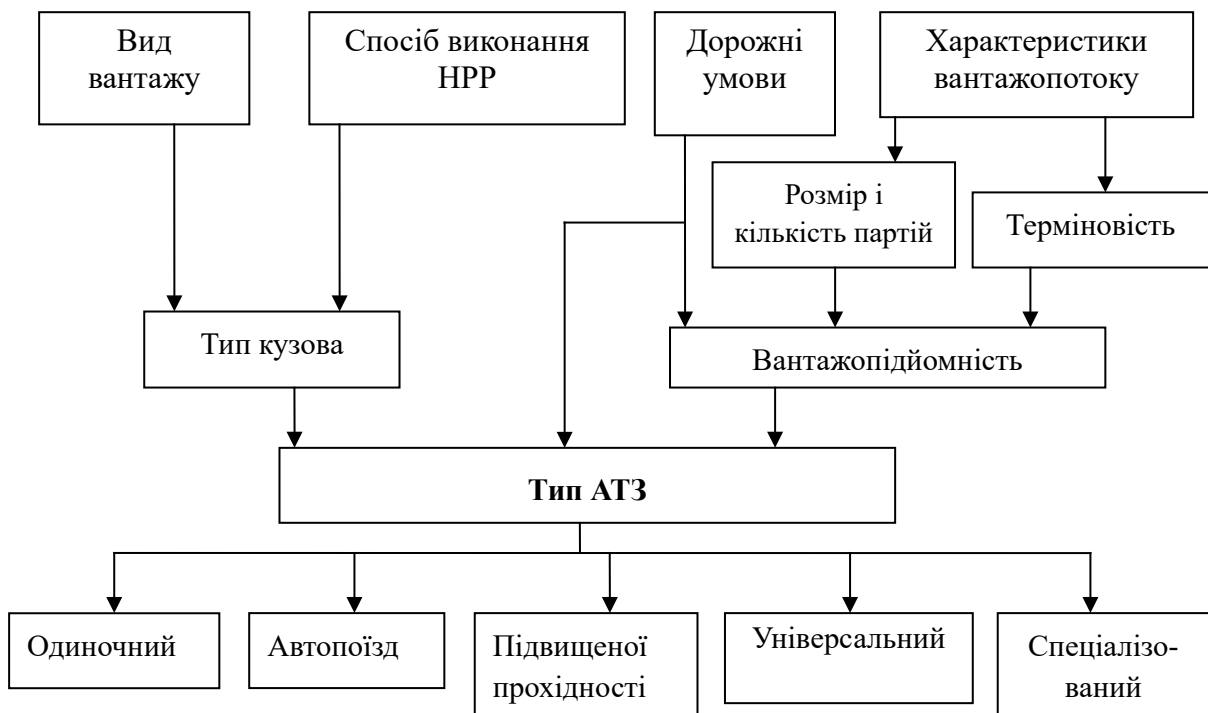 Вид
вантажу
Спосіб виконання
НРР
Дорожні
умови
Характеристики
вантажопотоку
Розмір і
кількість партій
Терміновість
Тип кузова
Вантажопідйомність
Тип АТЗ
Одиночний
Автопоїзд
Підвищеної
прохідності
Універсальний
Спеціалізо-
ваний